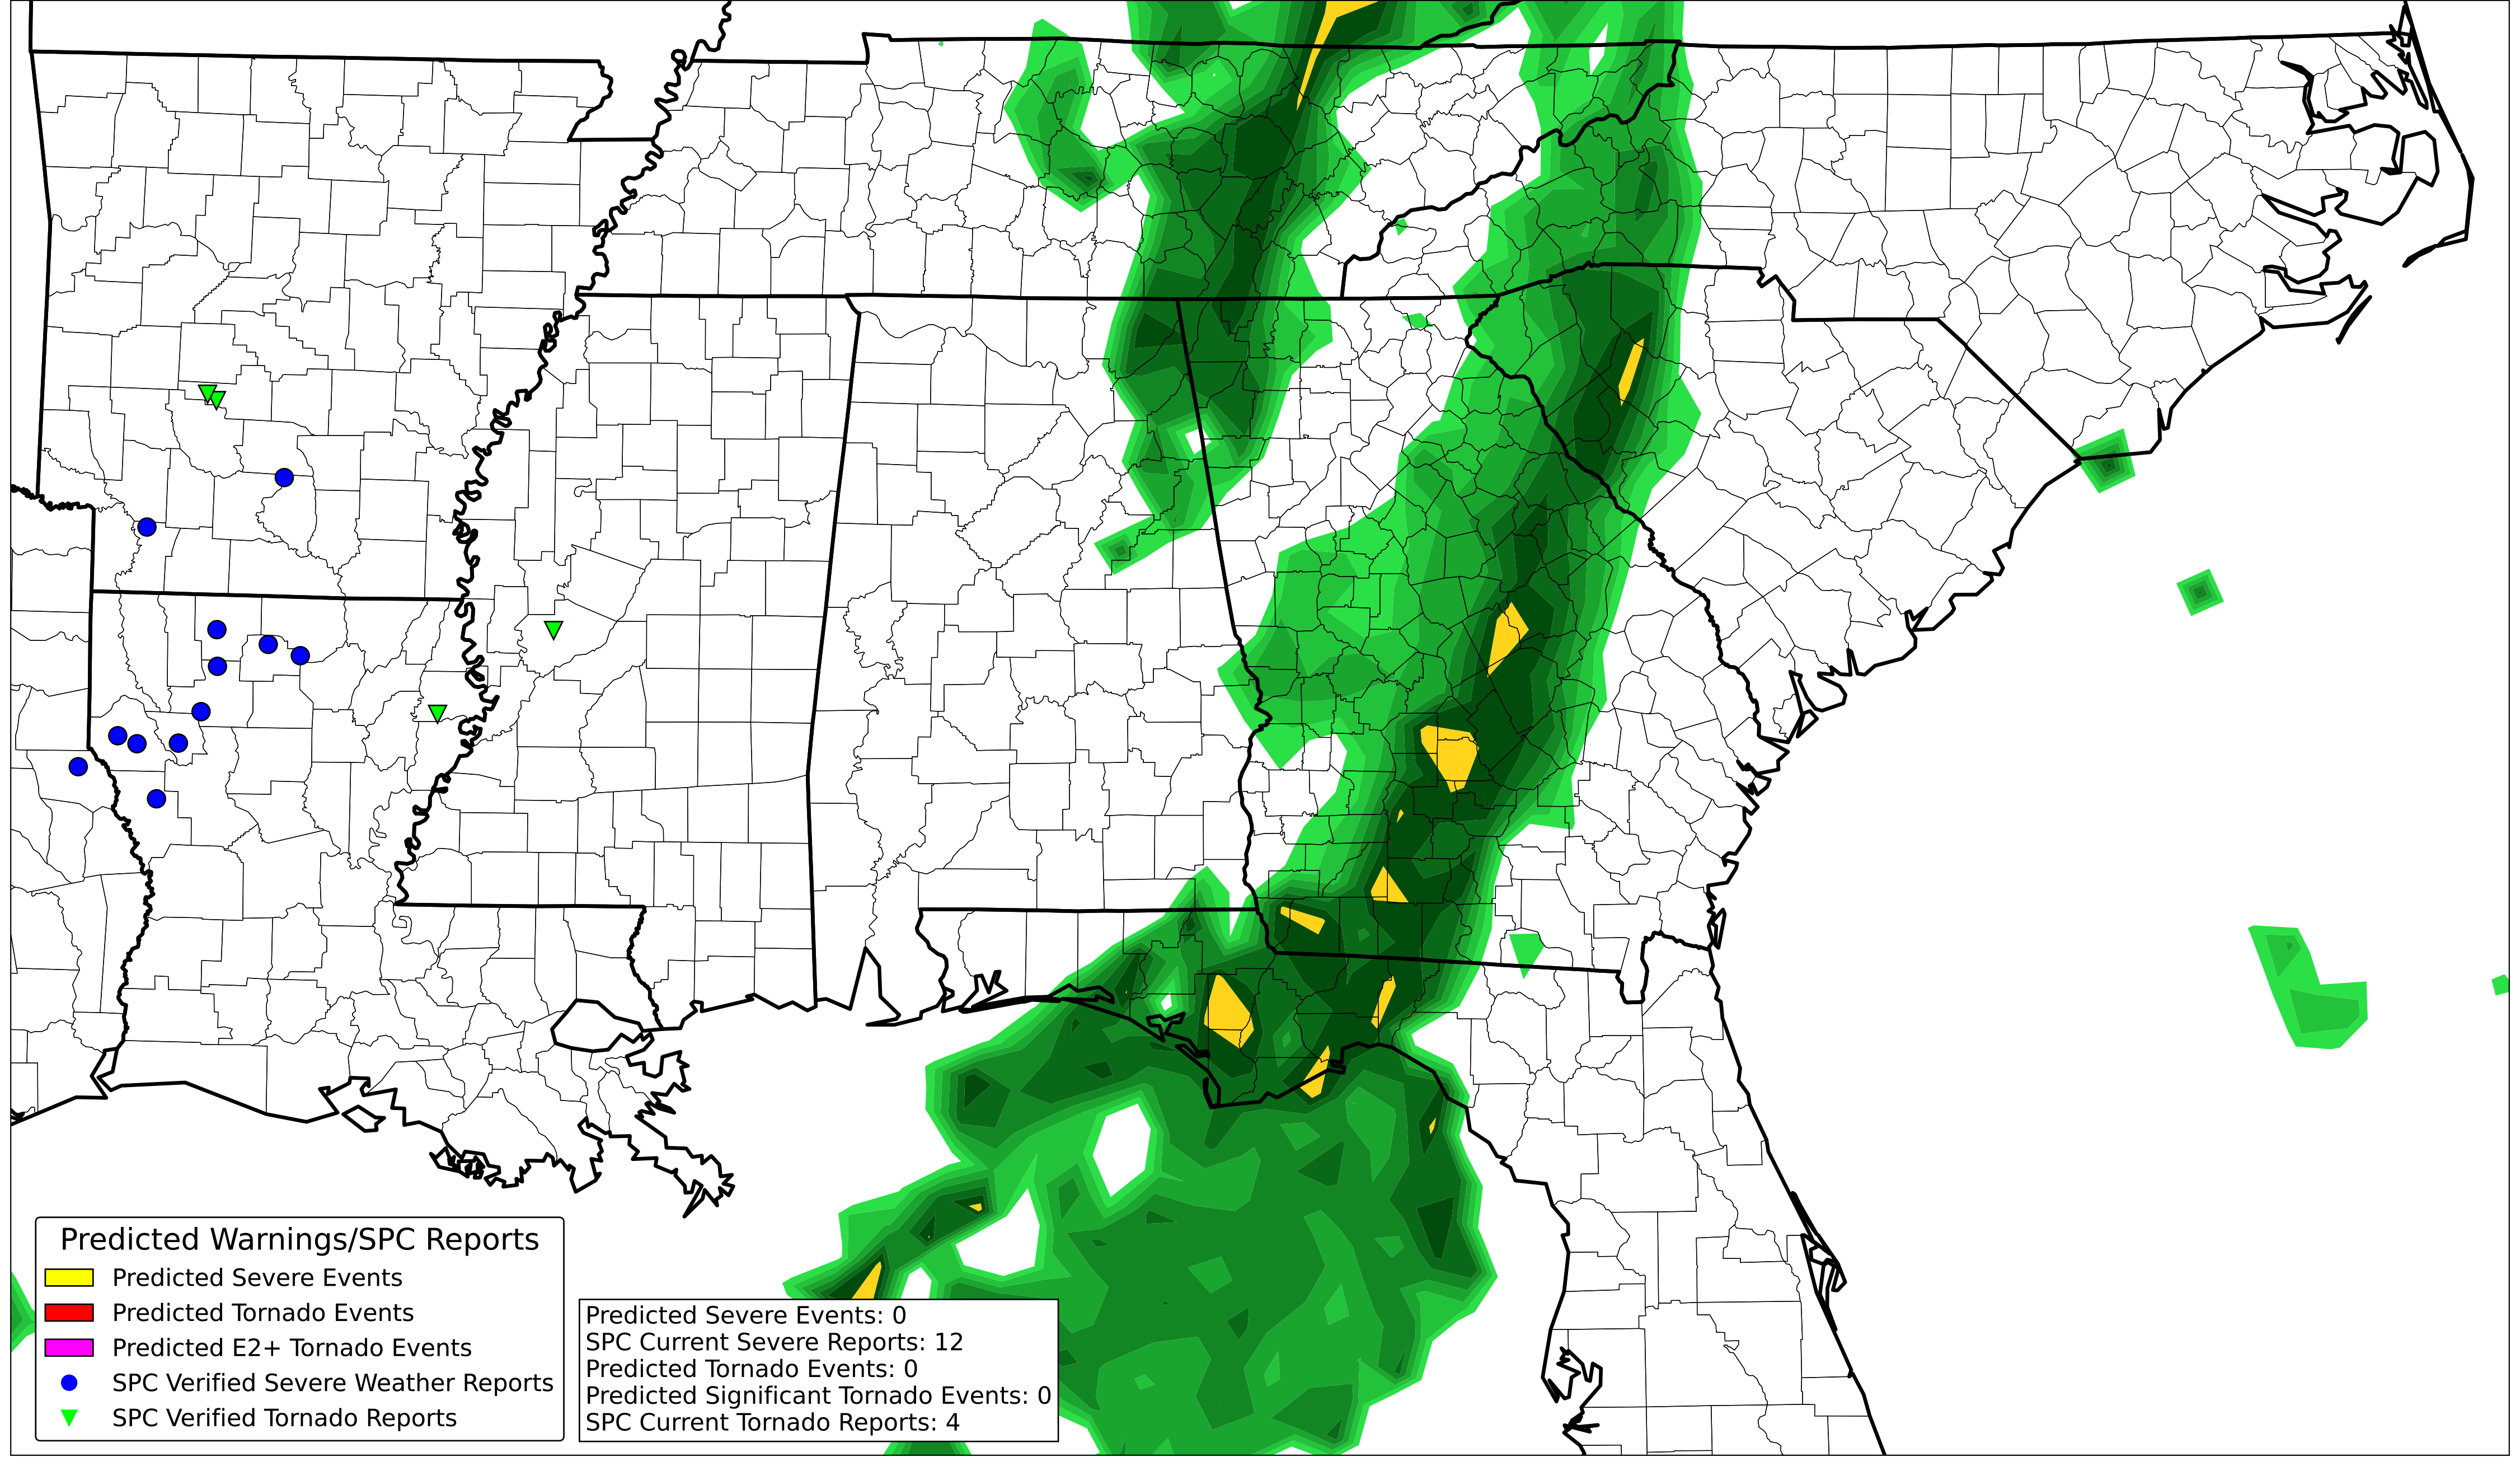 Predicted Warnings/SPC Reports
Predicted Severe Events
Predicted Tornado Events
Predicted E2+ Tornado Events
SPC Verified Severe Weather Reports
SPC Verified Tornado Reports
Predicted Severe Events: 0
SPC Current Severe Reports: 12
Predicted Tornado Events: 0
Predicted Significant Tornado Events: 0
SPC Current Tornado Reports: 4